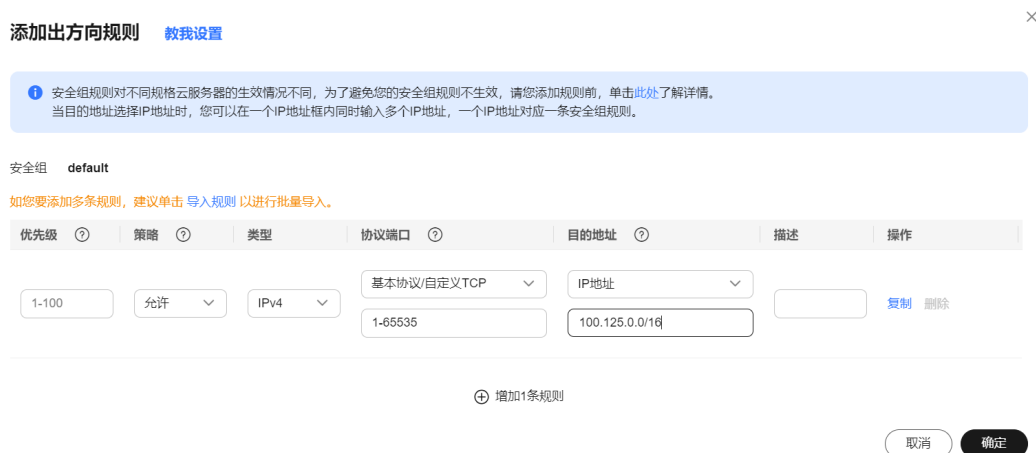 添加出方向规则 教我设置
安全组规则对不同规格云服务器的生效情况不同，为了避免您的安全组规则不生效，请您添加规则前，单击此处了解详情。
当目的地址选择IP地址时，您可以在一个IP地址框内同时输入多个IP地址，一个IP地址对应一条安全组规则。
安全组 default
如您要添加多条规则，建议单击 导入规则 以进行批量导入。
优先级 策略 类型 协议端口 目的地址 描述 操作
基本协议/自定义TCP IP地址
1-100 允许 IPv4 复制 删除
1-65535 100.125.0.0/16
增加1条规则
取消 确定